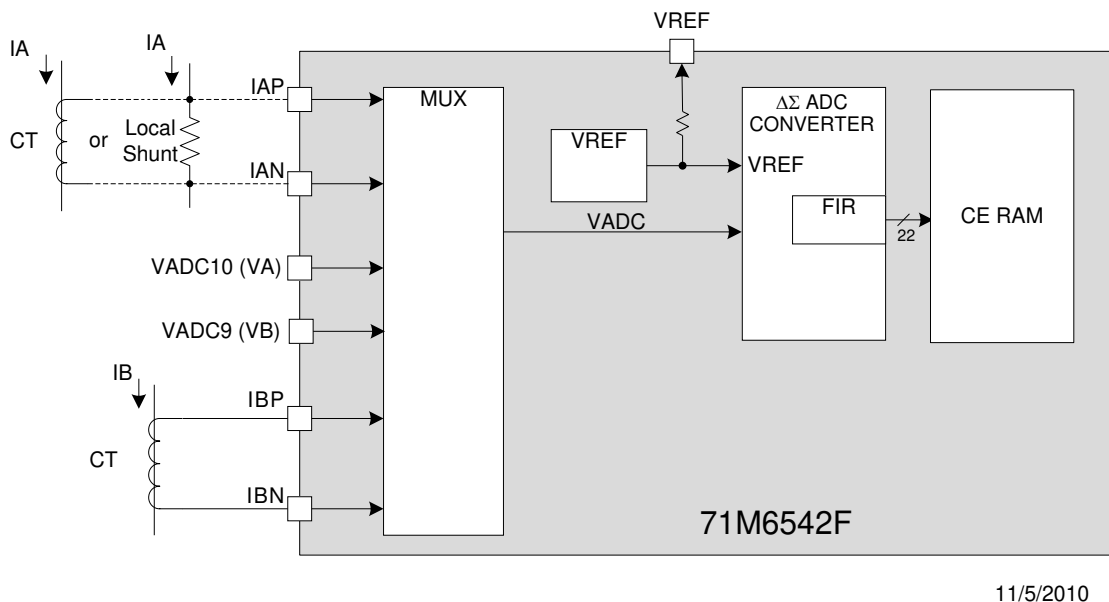 VREF
IA
IA
IAP
CT
or
Local
Shunt
IAN
MUX
VREF
ΔΣ ADC
CONVERTER
VREF
FIR
22
CE RAM
VADC
VADC10 (VA)
VADC9 (VB)
IB
IBP
CT
IBN
71M6542F
11/5/2010